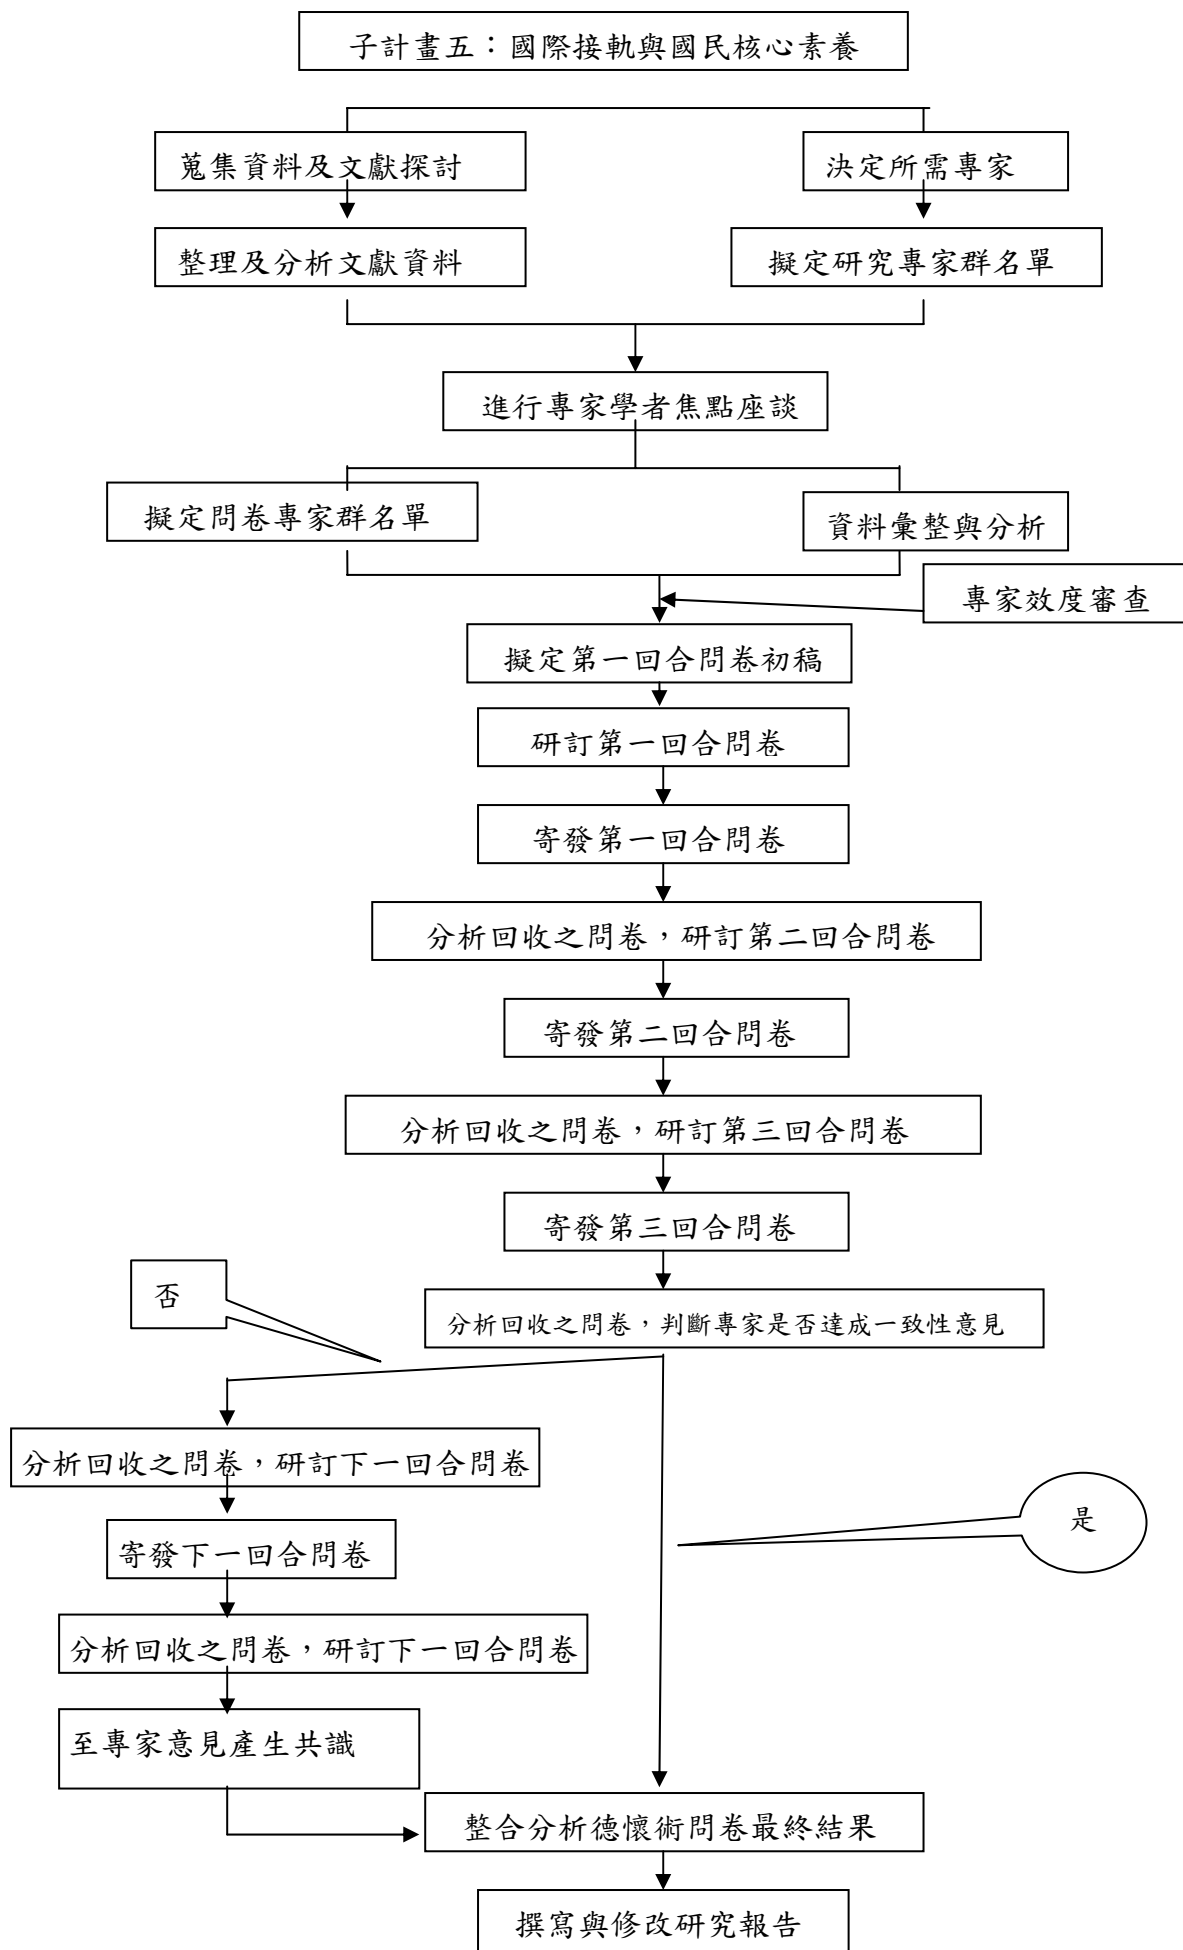 子計畫五：國際接軌與國民核心素養
蒐集資料及文獻探討
決定所需專家
整理及分析文獻資料
擬定研究專家群名單
進行專家學者焦點座談
擬定問卷專家群名單
資料彙整與分析
專家效度審查
擬定第一回合問卷初稿
研訂第一回合問卷
寄發第一回合問卷
分析回收之問卷，研訂第二回合問卷
寄發第二回合問卷
分析回收之問卷，研訂第三回合問卷
寄發第三回合問卷
否
分析回收之問卷，判斷專家是否達成一致性意見
分析回收之問卷，研訂下一回合問卷
是
寄發下一回合問卷
分析回收之問卷，研訂下一回合問卷
至專家意見產生共識
整合分析德懷術問卷最終結果
撰寫與修改研究報告